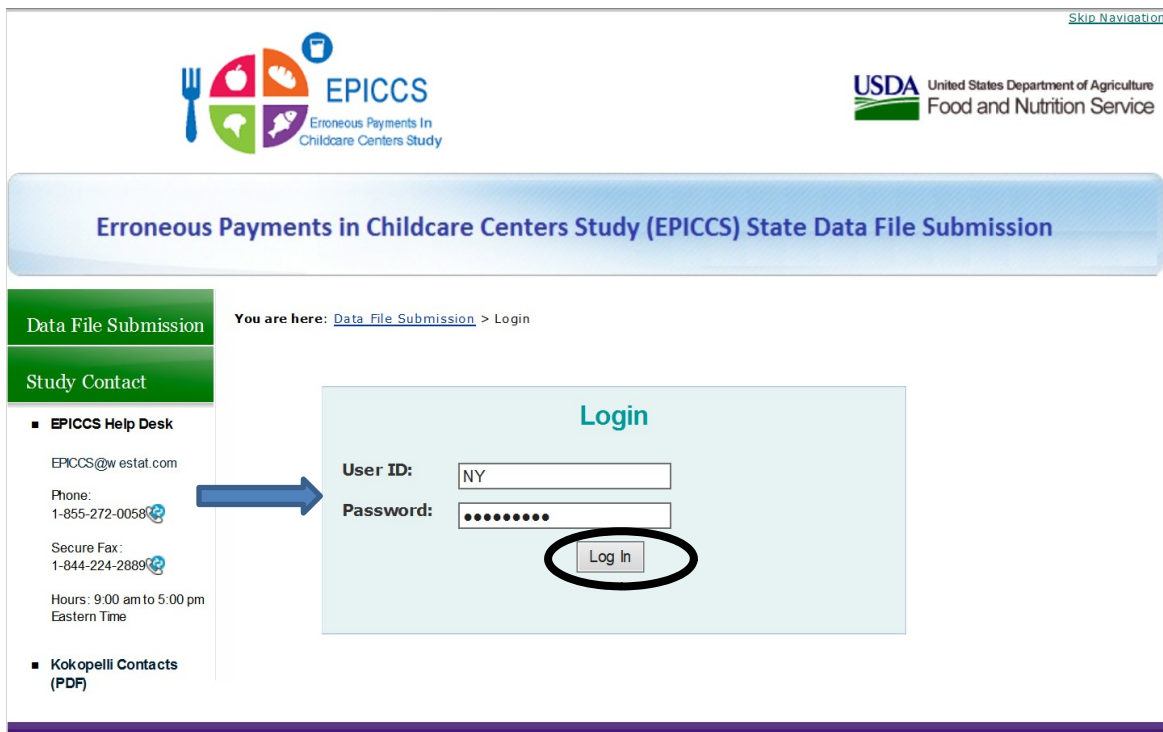 Skip Navigation
EPICCS
Erroneous Payments In
Childcare Centers Study
USDA United States Department of Agriculture
Food and Nutrition Service
Erroneous Payments in Childcare Centers Study (EPICCS) State Data File Submission
Data File Submission
You are here: Data File Submission > Login
Study Contact
EPICCS Help Desk
EPICCS@westat.com
Phone:
1-855-272-0058
Secure Fax:
1-844-224-2889
Hours: 9:00 am to 5:00 pm
Eastern Time
Kokopelli Contacts
(PDF)
Login
User ID: NY
Password: •••••••••
Log In